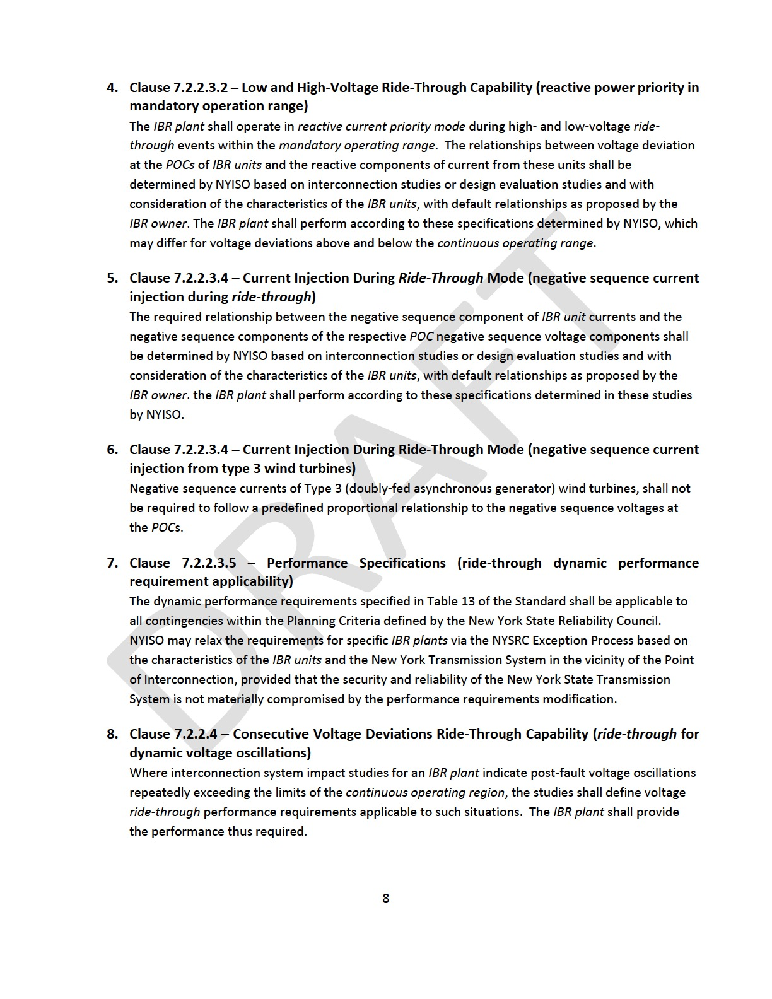 4. Clause 7.2.2.3.2 – Low and High-Voltage Ride-Through Capability (reactive power priority in
mandatory operation range)
The IBR plant shall operate in reactive current priority mode during high- and low-voltage ride-
through events within the mandatory operating range.  The relationships between voltage deviation
at the POCs of IBR units and the reactive components of current from these units shall be
determined by NYISO based on interconnection studies or design evaluation studies and with
consideration of the characteristics of the IBR units, with default relationships as proposed by the
IBR owner. The IBR plant shall perform according to these specifications determined by NYISO, which
may differ for voltage deviations above and below the continuous operating range.
5. Clause 7.2.2.3.4 – Current Injection During Ride-Through Mode (negative sequence current
injection during ride-through)
The required relationship between the negative sequence component of IBR unit currents and the
negative sequence components of the respective POC negative sequence voltage components shall
be determined by NYISO based on interconnection studies or design evaluation studies and with
consideration of the characteristics of the IBR units, with default relationships as proposed by the
IBR owner. the IBR plant shall perform according to these specifications determined in these studies
by NYISO.
6. Clause 7.2.2.3.4 – Current Injection During Ride-Through Mode (negative sequence current
injection from type 3 wind turbines)
Negative sequence currents of Type 3 (doubly-fed asynchronous generator) wind turbines, shall not
be required to follow a predefined proportional relationship to the negative sequence voltages at
the POCs.
7. Clause 7.2.2.3.5 – Performance Specifications (ride-through dynamic performance
requirement applicability)
The dynamic performance requirements specified in Table 13 of the Standard shall be applicable to
all contingencies within the Planning Criteria defined by the New York State Reliability Council.
NYISO may relax the requirements for specific IBR plants via the NYSRC Exception Process based on
the characteristics of the IBR units and the New York Transmission System in the vicinity of the Point
of Interconnection, provided that the security and reliability of the New York State Transmission
System is not materially compromised by the performance requirements modification.
8. Clause 7.2.2.4 – Consecutive Voltage Deviations Ride-Through Capability (ride-through for
dynamic voltage oscillations)
Where interconnection system impact studies for an IBR plant indicate post-fault voltage oscillations
repeatedly exceeding the limits of the continuous operating region, the studies shall define voltage
ride-through performance requirements applicable to such situations.  The IBR plant shall provide
the performance thus required.
8
DRAFT